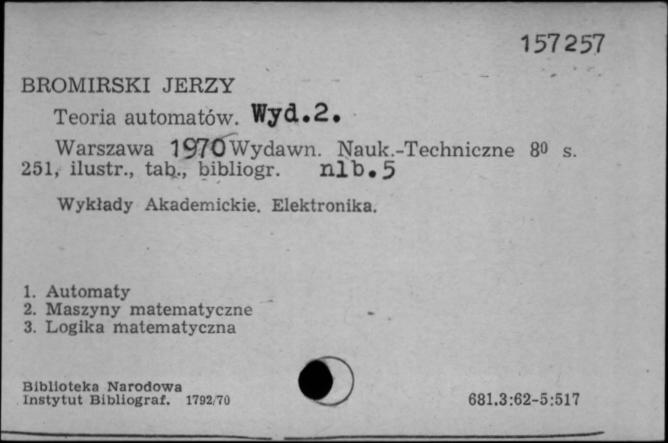 157257
BROMIRSKI JERZY
Teoria automatów. Wyd.2.
Warszawa 1970 Wydawn. Nauk.-Techniczne 8⁰ s.
251, ilustr., tab., bibliogr. nlb.5
Wykłady Akademickie. Elektronika.
1. Automaty
2. Maszyny matematyczne
3. Logika matematyczna
Biblioteka Narodowa
Instytut Bibliograf. 1792/70
681.3:62-5:517